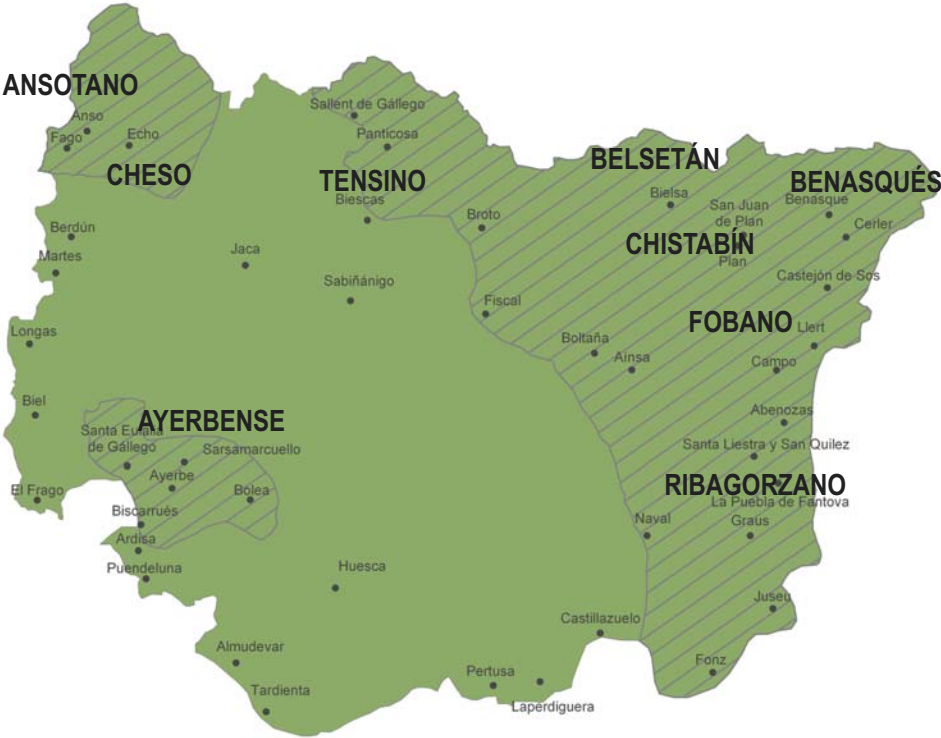 ANSOTANO
Anso
Fago
Echo
CHESO
Sallent de Gállego
Panticosa
TENSINO
Biescas
BELSETÁN
Bielsa
BENASQUÉS
Benasque
San Juan
de Plan
Cerler
CHISTABÍN
Plan
Broto
Berdún
Martes
Jaca
Sabiñánigo
Castejón de Sos
Fiscal
FOBANO
Llert
Longas
Boltaña
Aínsa
Campo
Biel
AYERBENSE
Abenozas
Santa Eulalia
de Gállego
Sarsamarcuello
Santa Liestra y San Quilez
Ayerbe
Bolea
El Frago
RIBAGORZANO
La Puebla de Fantova
Biscarrués
Naval
Graus
Ardisa
Puendeluna
Huesca
Juseu
Castillazuelo
Almudevar
Pertusa
Fonz
Tardienta
Laperdiguera